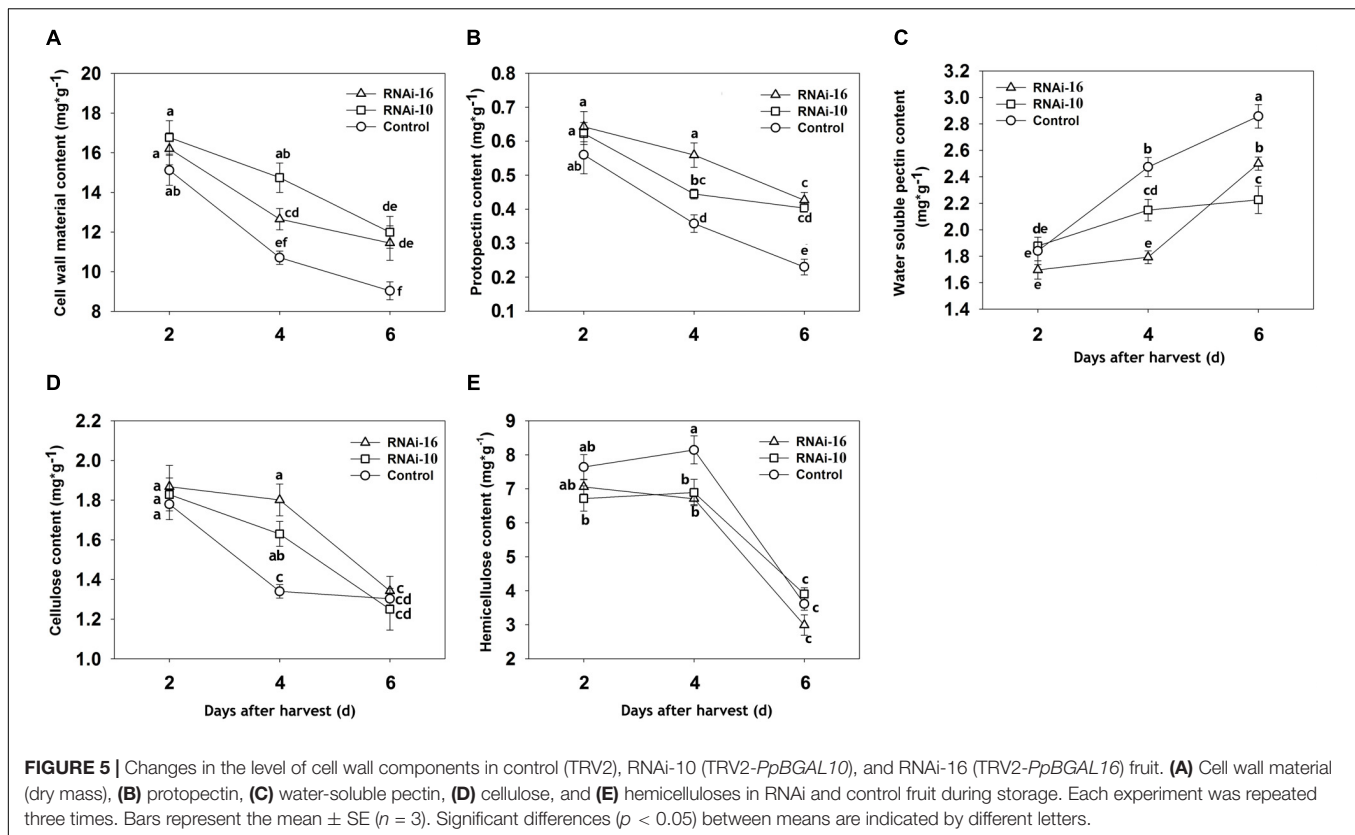 A
Cell wall material content (mg*g-1)
20
18
16
14
12
10
8
2 4 6
RNAi-16
RNAi-10
Control
a
a
ab
ab
cd
ef
de
de
f
B
Protopectin content (mg*g-1)
0.7
0.6
0.5
0.4
0.3
0.2
0.1
2 4 6
RNAi-16
RNAi-10
Control
a
a
ab
a
bc
d
c
cd
e
C
Water soluble pectin content
(mg*g-1)
3.2
3.0
2.8
2.6
2.4
2.2
2.0
1.8
1.6
1.4
2 4 6
Days after harvest (d)
RNAi-16
RNAi-10
Control
de
e
e
b
cd
e
a
b
c
D
Cellulose content (mg*g-1)
2.2
2.0
1.8
1.6
1.4
1.2
1.0
2 4 6
Days after harvest (d)
RNAi-16
RNAi-10
Control
a
a
a
a
ab
c
c
cd
cd
E
Hemicellulose content (mg*g-1)
9
8
7
6
5
4
3
2
2 4 6
Days after harvest (d)
RNAi-16
RNAi-10
Control
ab
ab
b
a
b
b
c
c
c
FIGURE 5 | Changes in the level of cell wall components in control (TRV2), RNAi-10 (TRV2-PpBGAL10), and RNAi-16 (TRV2-PpBGAL16) fruit. (A) Cell wall material
(dry mass), (B) protopectin, (C) water-soluble pectin, (D) cellulose, and (E) hemicelluloses in RNAi and control fruit during storage. Each experiment was repeated
three times. Bars represent the mean ± SE (n = 3). Significant differences (p < 0.05) between means are indicated by different letters.